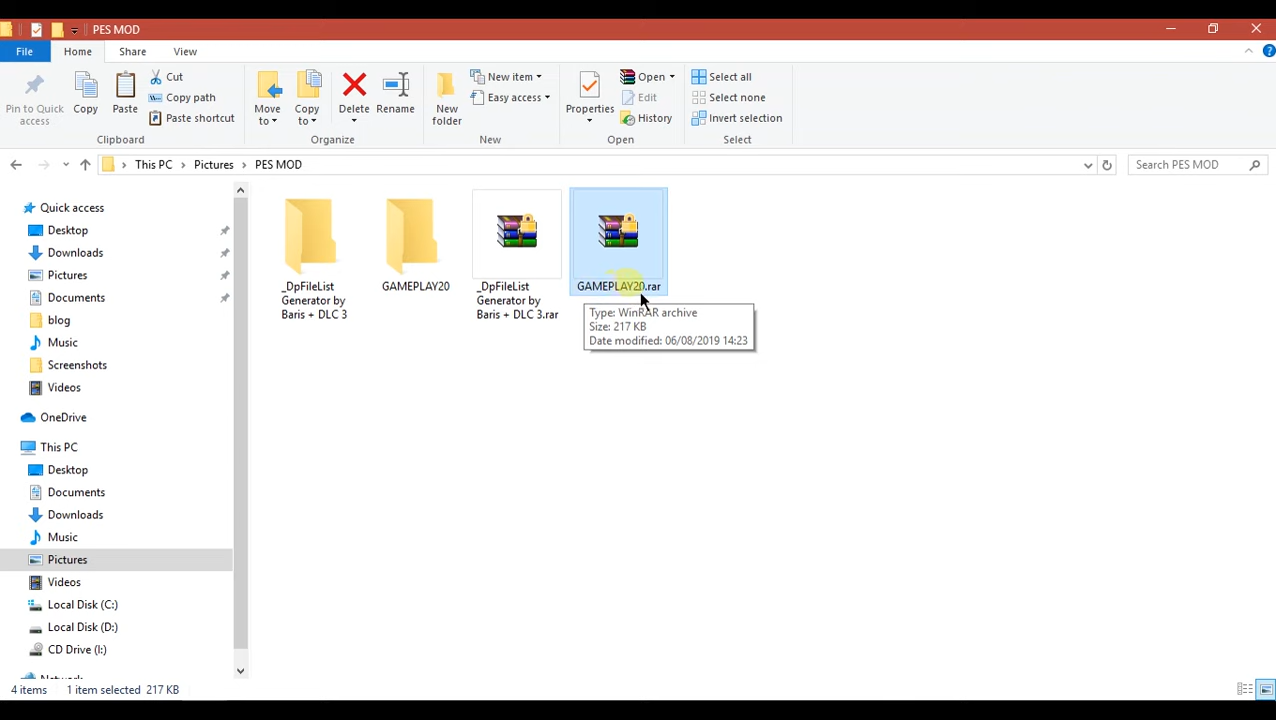 PES MOD
File
Home
Share
View
Pin to Quick
access
Copy
Paste
Cut
Copy path
Paste shortcut
Clipboard
Move
to
Copy
to
Delete
Rename
Organize
New
folder
New item
Easy access
New
Properties
Open
Edit
History
Open
Select all
Select none
Invert selection
Select
This PC
Pictures
PES MOD
Search PES MOD
Quick access
Desktop
Downloads
Pictures
Documents
blog
Music
Screenshots
Videos
OneDrive
This PC
Desktop
Documents
Downloads
Music
Pictures
Videos
Local Disk (C:)
Local Disk (D:)
CD Drive (I:)
Network
_DpFileList
Generator by
Baris + DLC 3
GAMEPLAY20
_DpFileList
Generator by
Baris + DLC 3.rar
GAMEPLAY20.rar
Type: WinRAR archive
Size: 217 KB
Date modified: 06/08/2019 14:23
4 items
1 item selected 217 KB